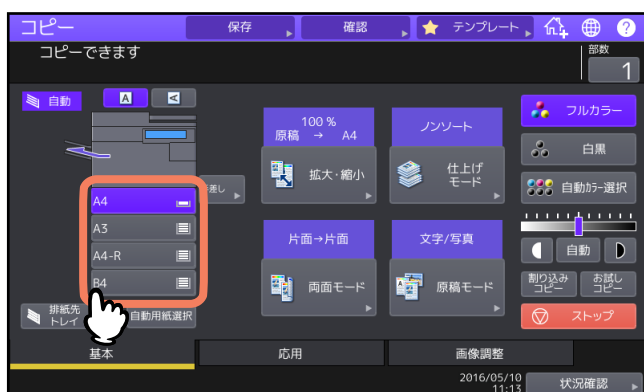 コピー
保存
確認
テンプレート
?
コピーできます
部数
1
自動
A
A
100 %
原稿 → A4
ノンソート
フルカラー
拡大・縮小
仕上げ
モード
白黒
自動ｶﾗｰ選択
A4
A3
A4-R
B4
片面→片面
文字/写真
自動
両面モード
原稿モード
割り込み
コピー
お試し
コピー
排紙先
トレイ
自動用紙選択
ストップ
基本
応用
画像調整
2016/05/10
11:13
状況確認